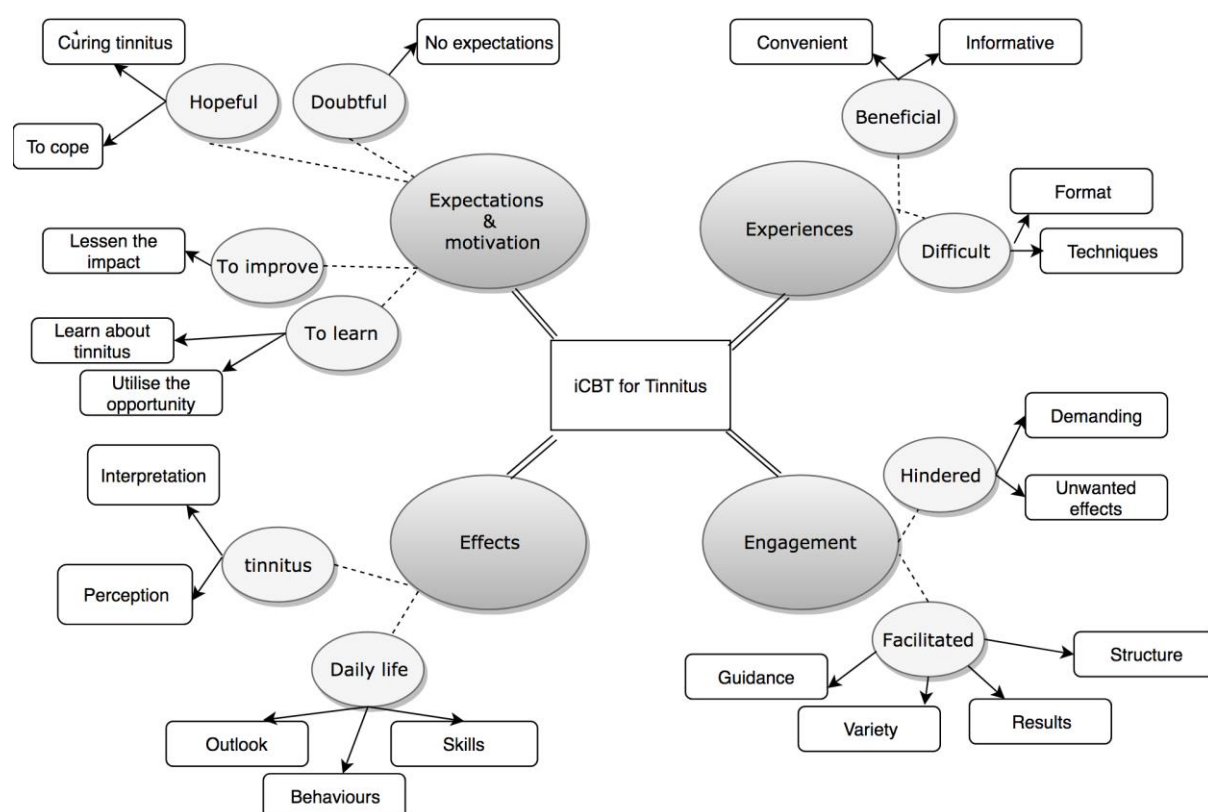 Curing tinnitus
No expectations
Hopeful
Doubtful
To cope
Expectations
&
motivation
Lessen the
impact
To improve
Learn about
tinnitus
To learn
Utilise the
opportunity
Convenient
Informative
Beneficial
Experiences
Format
Difficult
Techniques
iCBT for Tinnitus
Interpretation
tinnitus
Perception
Effects
Daily life
Outlook
Skills
Behaviours
Demanding
Hindered
Unwanted
effects
Engagement
Facilitated
Guidance
Structure
Variety
Results